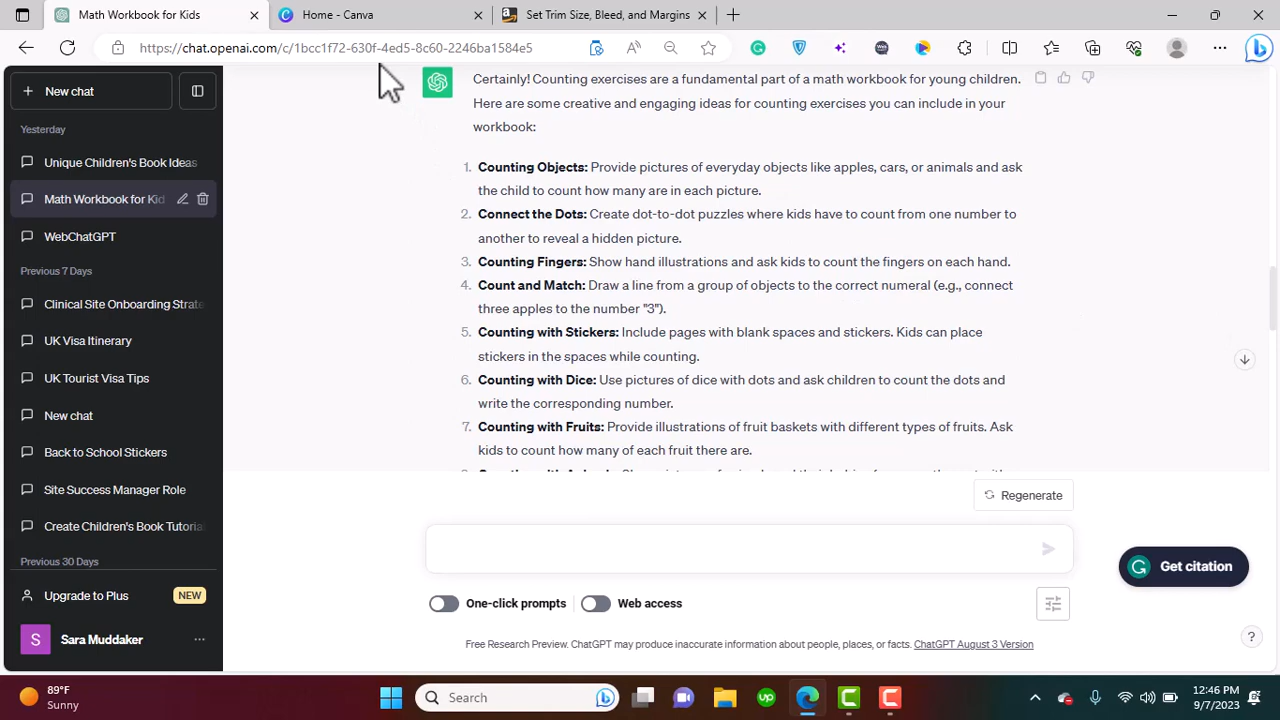 Math Workbook for Kids
Home - Canva
Set Trim Size, Bleed, and Margins
https://chat.openai.com/c/1bcc1f72-630f-4ed5-8c60-2246ba1584e5
New chat
Yesterday
Unique Children's Book Ideas
Math Workbook for Kid
WebChatGPT
Previous 7 Days
Clinical Site Onboarding Strate
UK Visa Itinerary
UK Tourist Visa Tips
New chat
Back to School Stickers
Site Success Manager Role
Create Children's Book Tutoria
Previous 30 Days
Upgrade to Plus NEW
S Sara Muddaker ...
Certainly! Counting exercises are a fundamental part of a math workbook for young children.
Here are some creative and engaging ideas for counting exercises you can include in your
workbook:
1. Counting Objects: Provide pictures of everyday objects like apples, cars, or animals and ask
the child to count how many are in each picture.
2. Connect the Dots: Create dot-to-dot puzzles where kids have to count from one number to
another to reveal a hidden picture.
3. Counting Fingers: Show hand illustrations and ask kids to count the fingers on each hand.
4. Count and Match: Draw a line from a group of objects to the correct numeral (e.g., connect
three apples to the number "3").
5. Counting with Stickers: Include pages with blank spaces and stickers. Kids can place
stickers in the spaces while counting.
6. Counting with Dice: Use pictures of dice with dots and ask children to count the dots and
write the corresponding number.
7. Counting with Fruits: Provide illustrations of fruit baskets with different types of fruits. Ask
kids to count how many of each fruit there are.
Regenerate
Get citation
One-click prompts
Web access
Free Research Preview. ChatGPT may produce inaccurate information about people, places, or facts. ChatGPT August 3 Version
?
89°F
Sunny
Search
12:46 PM
9/7/2023